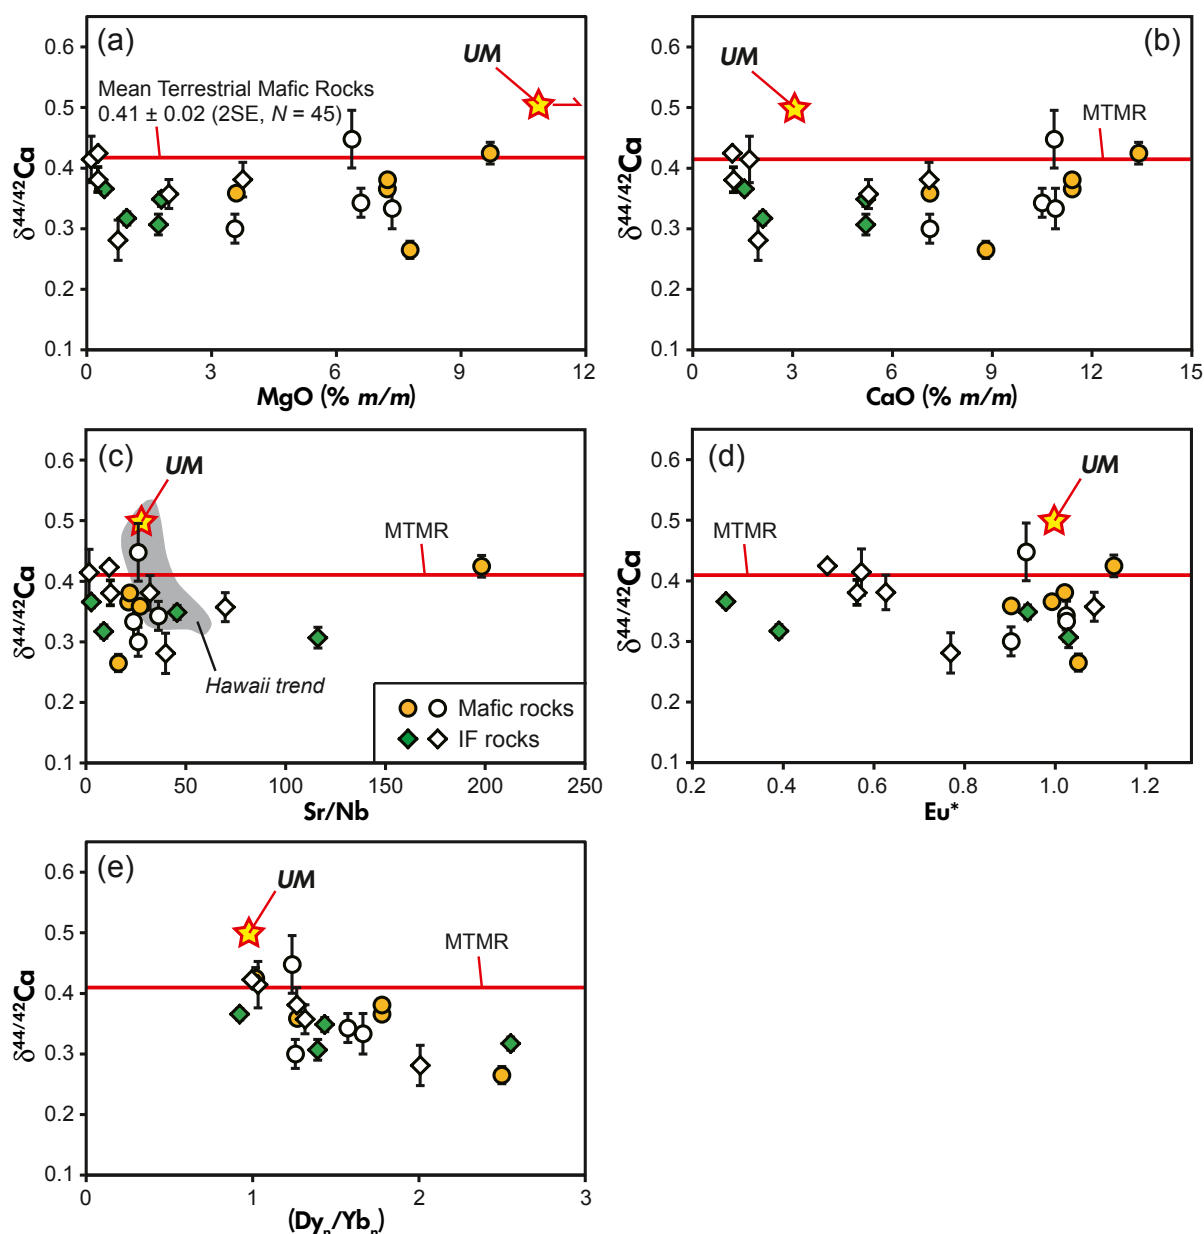 (a)
UM
Mean Terrestrial Mafic Rocks
0.41 ± 0.02 (2SE, N = 45)
δ44/42Ca
0.6
0.5
0.4
0.3
0.2
0.1
0
3
6
9
12
MgO (% m/m)
(b)
UM
MTMR
δ44/42Ca
0.6
0.5
0.4
0.3
0.2
0.1
0
3
6
9
12
15
CaO (% m/m)
(c)
UM
MTMR
Hawaii trend
Mafic rocks
IF rocks
δ44/42Ca
0.6
0.5
0.4
0.3
0.2
0.1
0
50
100
150
200
250
Sr/Nb
(d)
UM
MTMR
δ44/42Ca
0.6
0.5
0.4
0.3
0.2
0.1
0.2
0.4
0.6
0.8
1.0
1.2
Eu*
(e)
UM
MTMR
δ44/42Ca
0.6
0.5
0.4
0.3
0.2
0.1
0
1
2
3
(Dyn/Ybn)